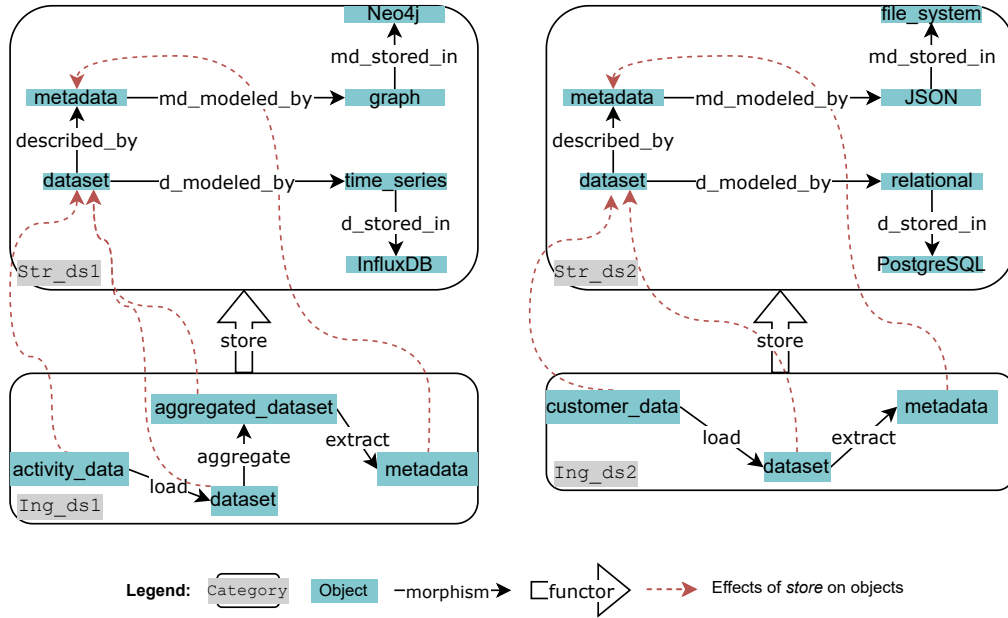 Neo4j
md_stored_in
metadata
md_modeled_by
graph
described_by
dataset
d_modeled_by
time_series
d_stored_in
InfluxDB
Str_ds1
store
aggregated_dataset
extract
aggregate
activity_data
load
dataset
metadata
Ing_ds1
file_system
md_stored_in
metadata
md_modeled_by
JSON
described_by
dataset
d_modeled_by
relational
d_stored_in
PostgreSQL
Str_ds2
store
customer_data
metadata
load
extract
dataset
Ing_ds2
Legend: Category Object morphism functor Effects of store on objects